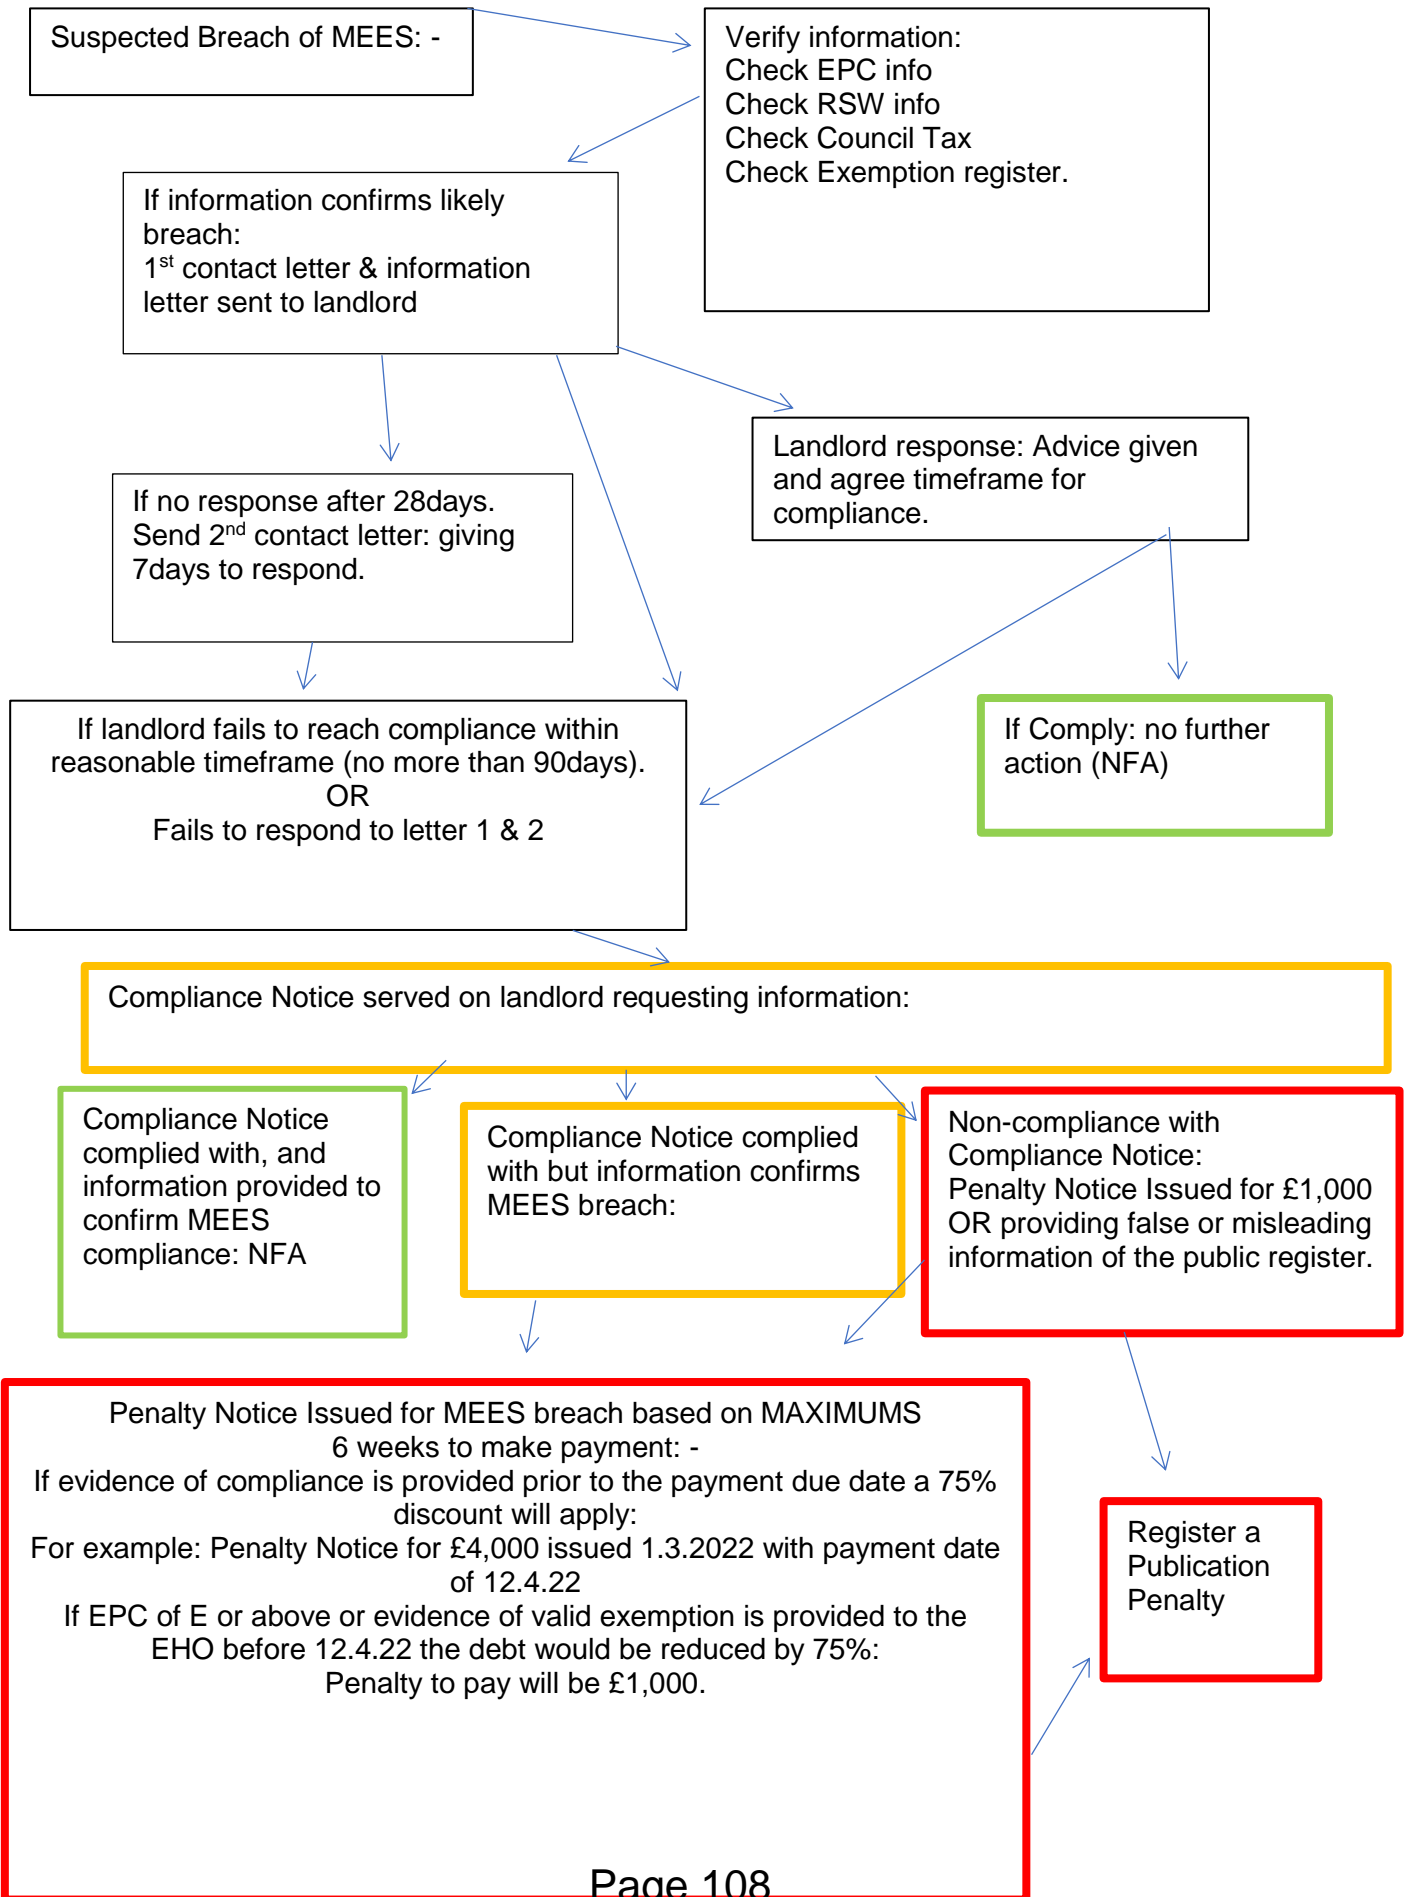 Suspected Breach of MEES: -
Verify information:
Check EPC info
Check RSW info
Check Council Tax
Check Exemption register.
If information confirms likely
breach:
1st contact letter & information
letter sent to landlord
Landlord response: Advice given
and agree timeframe for
compliance.
If no response after 28days.
Send 2nd contact letter: giving
7days to respond.
If landlord fails to reach compliance within
reasonable timeframe (no more than 90days).
OR
Fails to respond to letter 1 & 2
If Comply: no further
action (NFA)
Compliance Notice served on landlord requesting information:
Compliance Notice
complied with, and
information provided to
confirm MEES
compliance: NFA
Compliance Notice complied
with but information confirms
MEES breach:
Non-compliance with
Compliance Notice:
Penalty Notice Issued for £1,000
OR providing false or misleading
information of the public register.
Penalty Notice Issued for MEES breach based on MAXIMUMS
6 weeks to make payment: -
If evidence of compliance is provided prior to the payment due date a 75%
discount will apply:
For example: Penalty Notice for £4,000 issued 1.3.2022 with payment date
of 12.4.22
If EPC of E or above or evidence of valid exemption is provided to the
EHO before 12.4.22 the debt would be reduced by 75%:
Penalty to pay will be £1,000.
Register a
Publication
Penalty
Page 108